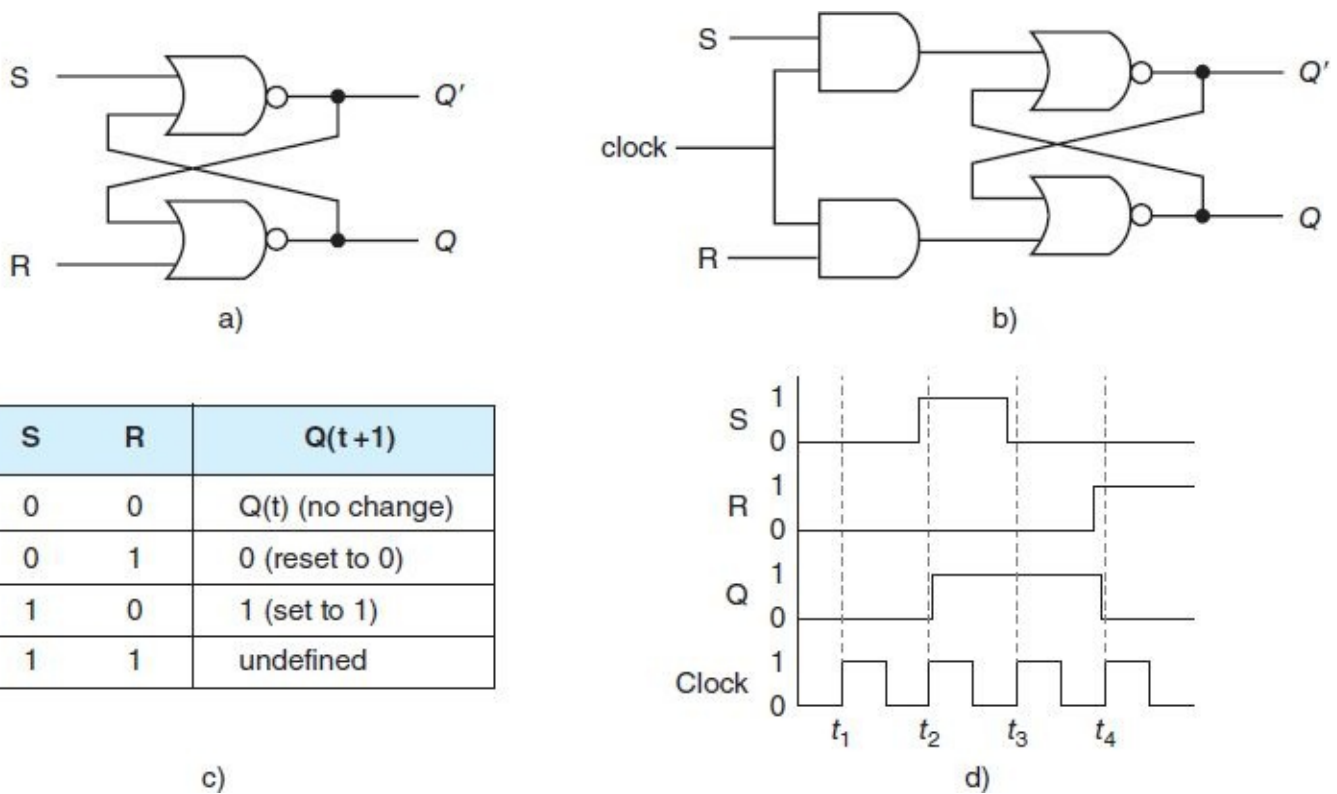 S
Q′
R
Q
a)
S
Q′
clock
R
Q
b)
S R Q(t+1)
0 0 Q(t) (no change)
0 1 0 (reset to 0)
1 0 1 (set to 1)
1 1 undefined
c)
S 1
0
R 1
0
Q 1
0
Clock 1
0
t1 t2 t3 t4
d)